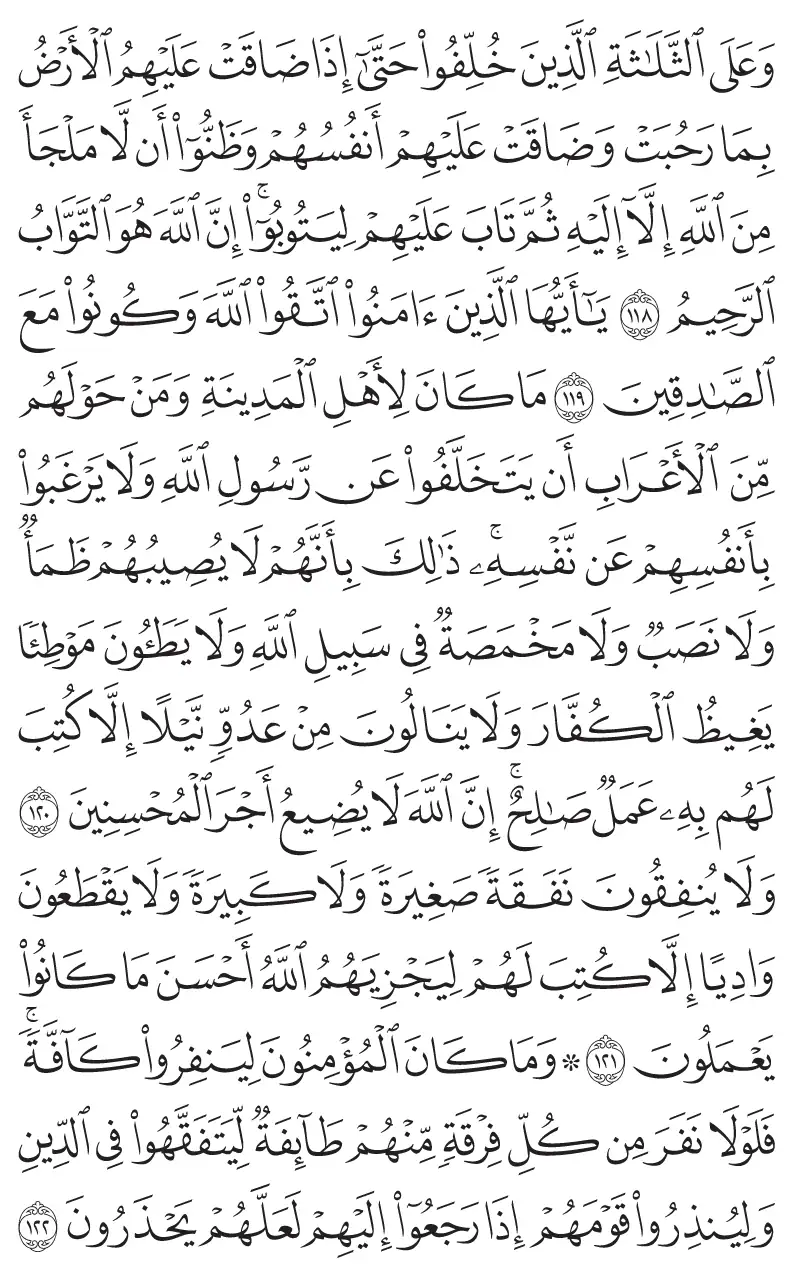 وَعَلَى ٱلثَّلَـٰثَةِ ٱلَّذِينَ خُلِّفُوا۟ حَتَّىٰٓ إِذَا ضَاقَتْ عَلَيْهِمُ ٱلْأَرْضُ
بِمَا رَحُبَتْ وَضَاقَتْ عَلَيْهِمْ أَنفُسُهُمْ وَظَنُّوٓا۟ أَن لَّا مَلْجَأَ
مِنَ ٱللَّهِ إِلَّآ إِلَيْهِ ثُمَّ تَابَ عَلَيْهِمْ لِيَتُوبُوٓا۟ ۚ إِنَّ ٱللَّهَ هُوَ ٱلتَّوَّابُ
ٱلرَّحِيمُ ١١٨ يَـٰٓأَيُّهَا ٱلَّذِينَ ءَامَنُوا۟ ٱتَّقُوا۟ ٱللَّهَ وَكُونُوا۟ مَعَ
ٱلصَّـٰدِقِينَ ١١٩ مَا كَانَ لِأَهْلِ ٱلْمَدِينَةِ وَمَنْ حَوْلَهُم
مِّنَ ٱلْأَعْرَابِ أَن يَتَخَلَّفُوا۟ عَن رَّسُولِ ٱللَّهِ وَلَا يَرْغَبُوا۟
بِأَنفُسِهِمْ عَن نَّفْسِهِۦ ۚ ذَٰلِكَ بِأَنَّهُمْ لَا يُصِيبُهُمْ ظَمَأٌ
وَلَا نَصَبٌ وَلَا مَخْمَصَةٌ فِى سَبِيلِ ٱللَّهِ وَلَا يَطَـُٔونَ مَوْطِئًا
يَغِيظُ ٱلْكُفَّارَ وَلَا يَنَالُونَ مِنْ عَدُوٍّ نَّيْلًا إِلَّا كُتِبَ
لَهُم بِهِۦ عَمَلٌ صَـٰلِحٌ ۚ إِنَّ ٱللَّهَ لَا يُضِيعُ أَجْرَ ٱلْمُحْسِنِينَ ١٢٠
وَلَا يُنفِقُونَ نَفَقَةً صَغِيرَةً وَلَا كَبِيرَةً وَلَا يَقْطَعُونَ
وَادِيًا إِلَّا كُتِبَ لَهُمْ لِيَجْزِيَهُمُ ٱللَّهُ أَحْسَنَ مَا كَانُوا۟
يَعْمَلُونَ ١٢١ ۞ وَمَا كَانَ ٱلْمُؤْمِنُونَ لِيَنفِرُوا۟ كَآفَّةً ۚ
فَلَوْلَا نَفَرَ مِن كُلِّ فِرْقَةٍ مِّنْهُمْ طَآئِفَةٌ لِّيَتَفَقَّهُوا۟ فِى ٱلدِّينِ
وَلِيُنذِرُوا۟ قَوْمَهُمْ إِذَا رَجَعُوٓا۟ إِلَيْهِمْ لَعَلَّهُمْ يَحْذَرُونَ ١٢٢